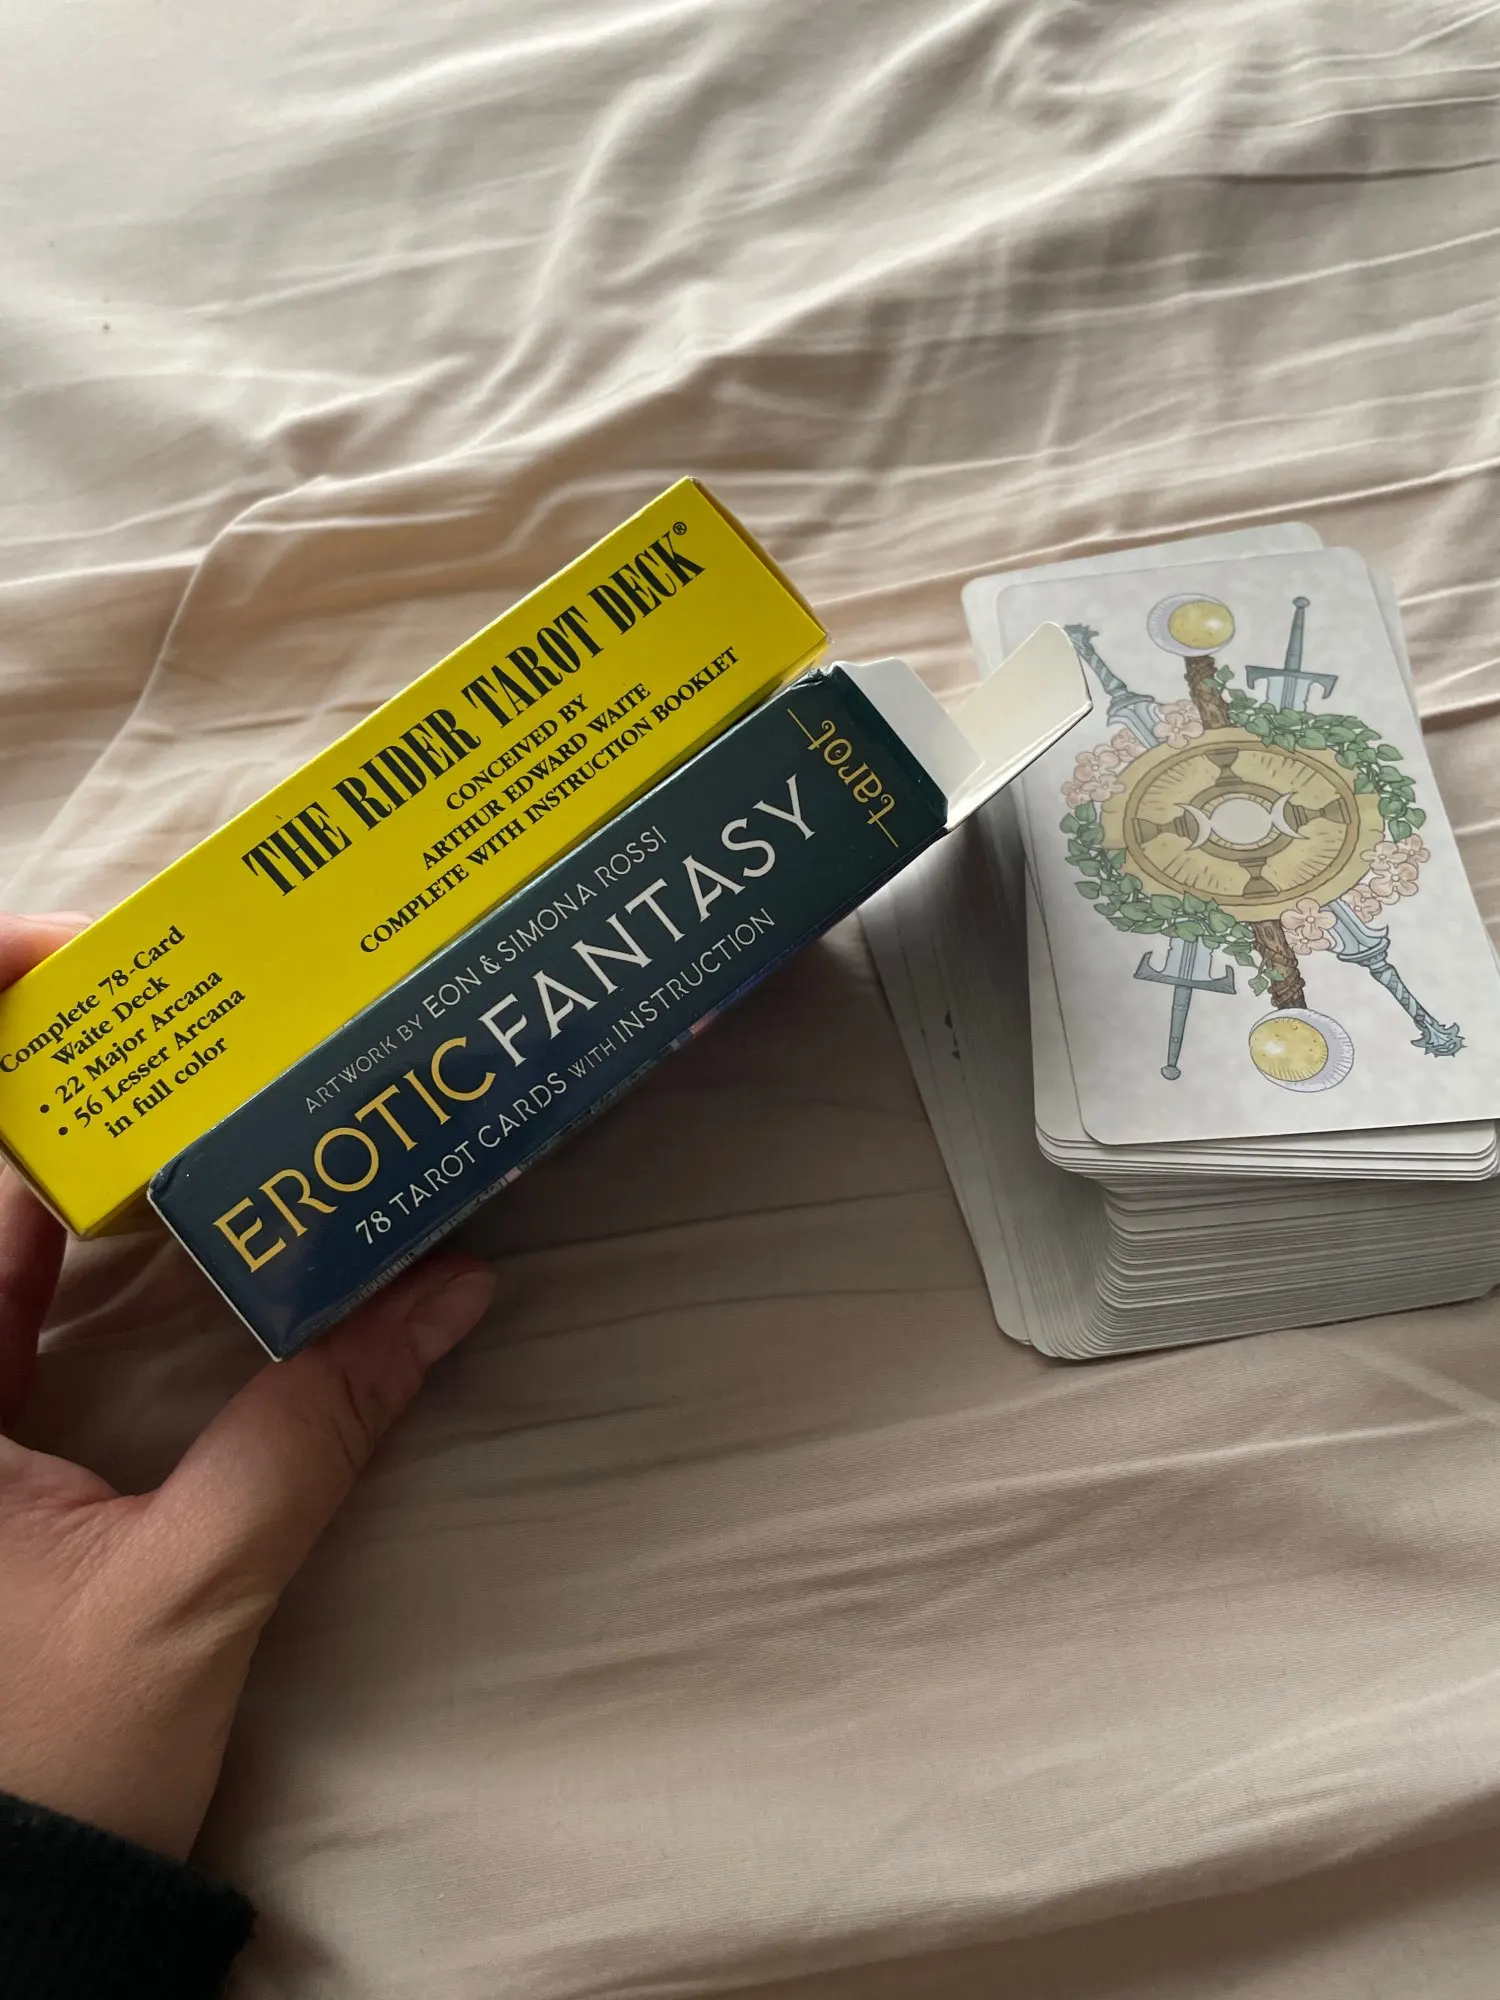 THE RIDER TAROT DECK®
CONCEIVED BY
ARTHUR EDWARD WAITE
COMPLETE WITH INSTRUCTION BOOKLET
Complete 78-Card
Waite Deck
• 22 Major Arcana
• 56 Lesser Arcana
in full color
ARTWORK BY EON & SIMONA ROSSI
EROTIC FANTASY
tarot
78 TAROT CARDS WITH INSTRUCTION